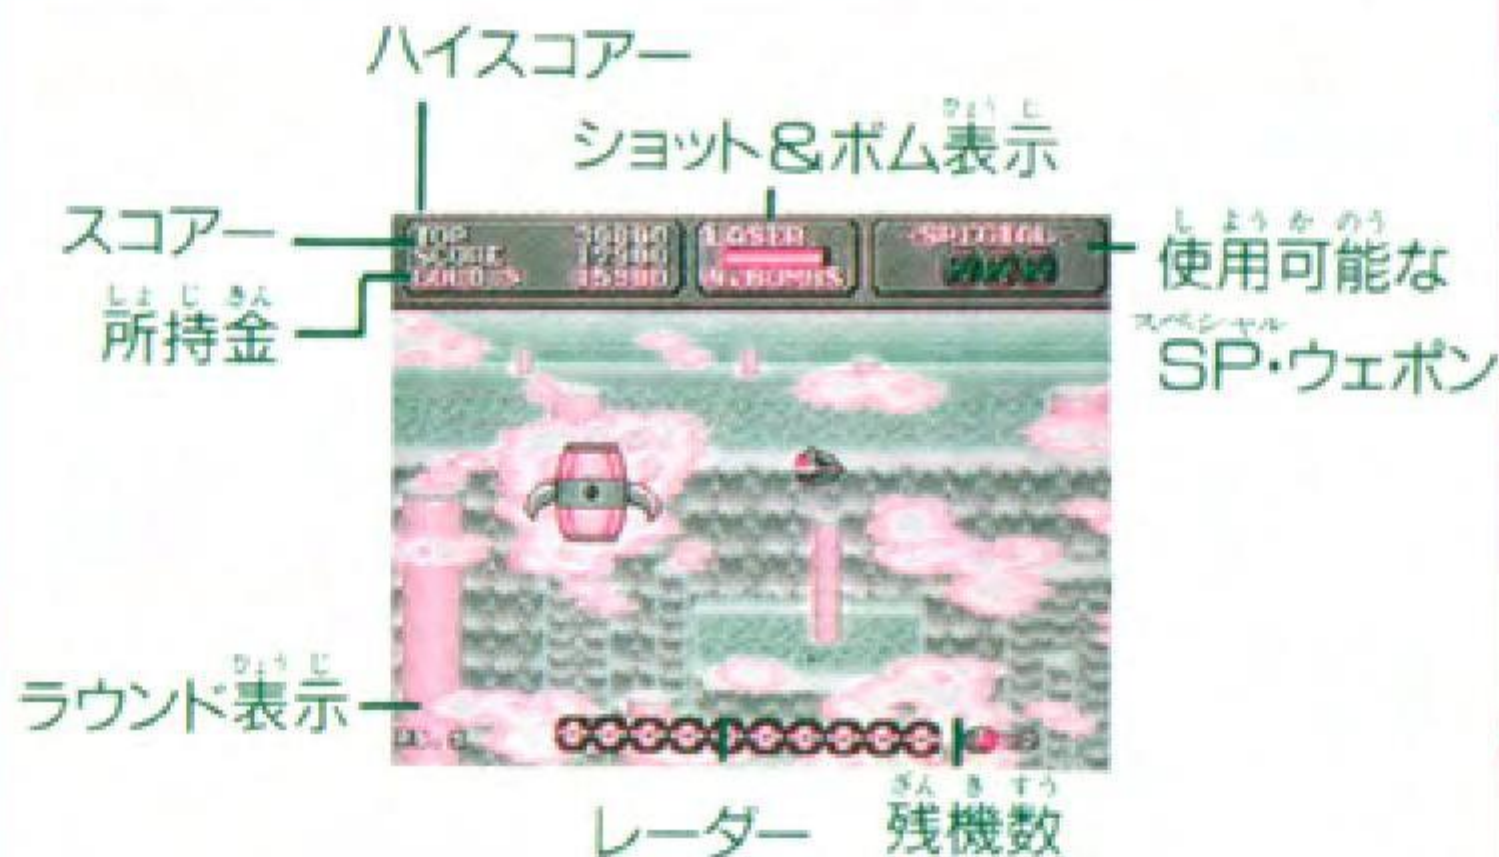 ハイスコアー
ひょうじ
ショット&ボム表示
スコアー
しょじきん
所持金
TOP
SCORE
LASER
SPECIAL
しようかのう
使用可能な
スペシャル
SP・ウェポン
ひょうじ
ラウンド表示
レーダー
ざんきすう
残機数